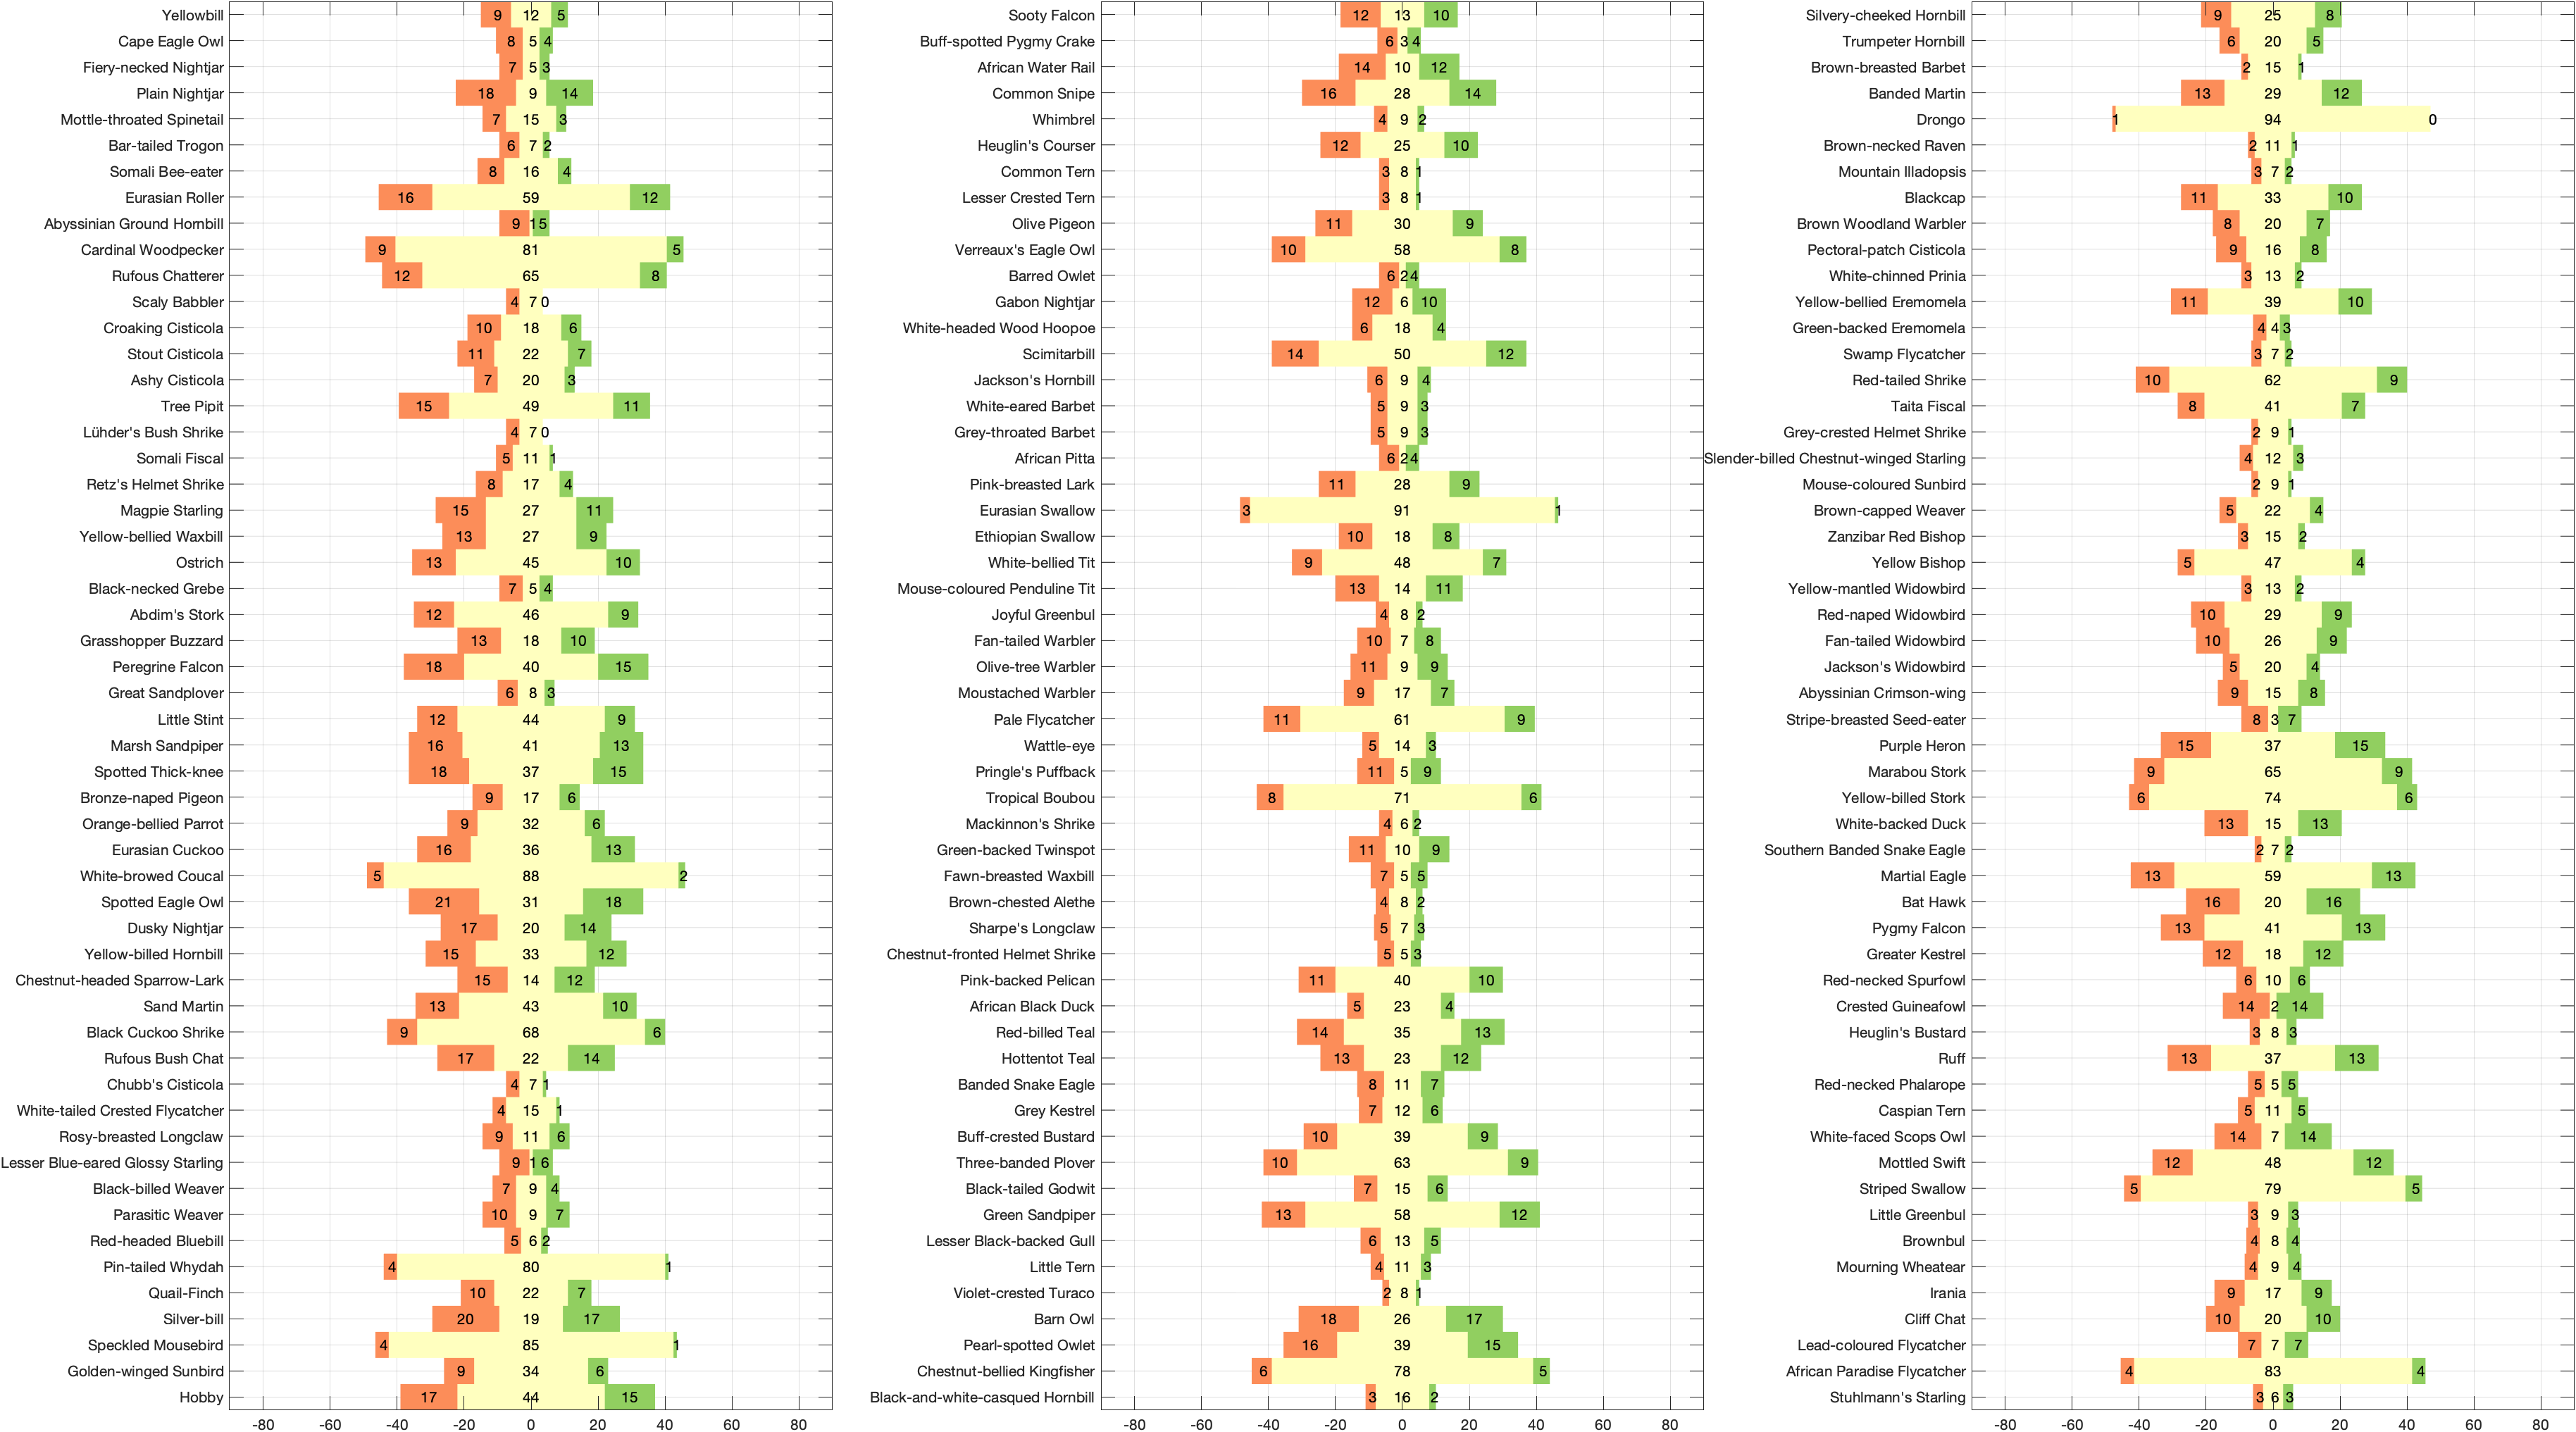 Yellowbill 9 12 5
Cape Eagle Owl 8 5 4
Fiery-necked Nightjar 7 5 3
Plain Nightjar 18 9 14
Mottle-throated Spinetail 7 15 3
Bar-tailed Trogon 6 7 2
Somali Bee-eater 8 16 4
Eurasian Roller 16 59 12
Abyssinian Ground Hornbill 9 1 5
Cardinal Woodpecker 9 81 5
Rufous Chatterer 12 65 8
Scaly Babbler 4 7 0
Croaking Cisticola 10 18 6
Stout Cisticola 11 22 7
Ashy Cisticola 7 20 3
Tree Pipit 15 49 11
Lühder's Bush Shrike 4 7 0
Somali Fiscal 5 11 1
Retz's Helmet Shrike 8 17 4
Magpie Starling 15 27 11
Yellow-bellied Waxbill 13 27 9
Ostrich 13 45 10
Black-necked Grebe 7 5 4
Abdim's Stork 12 46 9
Grasshopper Buzzard 13 18 10
Peregrine Falcon 18 40 15
Great Sandplover 6 8 3
Little Stint 12 44 9
Marsh Sandpiper 16 41 13
Spotted Thick-knee 18 37 15
Bronze-naped Pigeon 9 17 6
Orange-bellied Parrot 9 32 6
Eurasian Cuckoo 16 36 13
White-browed Coucal 5 88 2
Spotted Eagle Owl 21 31 18
Dusky Nightjar 17 20 14
Yellow-billed Hornbill 15 33 12
Chestnut-headed Sparrow-Lark 15 14 12
Sand Martin 13 43 10
Black Cuckoo Shrike 9 68 6
Rufous Bush Chat 17 22 14
Chubb's Cisticola 4 7 1
White-tailed Crested Flycatcher 4 15 1
Rosy-breasted Longclaw 9 11 6
Lesser Blue-eared Glossy Starling 9 1 6
Black-billed Weaver 7 9 4
Parasitic Weaver 10 9 7
Red-headed Bluebill 5 6 2
Pin-tailed Whydah 4 80 1
Quail-Finch 10 22 7
Silver-bill 20 19 17
Speckled Mousebird 4 85 1
Golden-winged Sunbird 9 34 6
Hobby 17 44 15
-80 -60 -40 -20 0 20 40 60 80
Sooty Falcon 12 13 10
Buff-spotted Pygmy Crake 6 3 4
African Water Rail 14 10 12
Common Snipe 16 28 14
Whimbrel 4 9 2
Heuglin's Courser 12 25 10
Common Tern 3 8 1
Lesser Crested Tern 3 8 1
Olive Pigeon 11 30 9
Verreaux's Eagle Owl 10 58 8
Barred Owlet 6 2 4
Gabon Nightjar 12 6 10
White-headed Wood Hoopoe 6 18 4
Scimitarbill 14 50 12
Jackson's Hornbill 6 9 4
White-eared Barbet 5 9 3
Grey-throated Barbet 5 9 3
African Pitta 6 2 4
Pink-breasted Lark 11 28 9
Eurasian Swallow 3 91 1
Ethiopian Swallow 10 18 8
White-bellied Tit 9 48 7
Mouse-coloured Penduline Tit 13 14 11
Joyful Greenbul 4 8 2
Fan-tailed Warbler 10 7 8
Olive-tree Warbler 11 9 9
Moustached Warbler 9 17 7
Pale Flycatcher 11 61 9
Wattle-eye 5 14 3
Pringle's Puffback 11 5 9
Tropical Boubou 8 71 6
Mackinnon's Shrike 4 6 2
Green-backed Twinspot 11 10 9
Fawn-breasted Waxbill 7 5 5
Brown-chested Alethe 4 8 2
Sharpe's Longclaw 5 7 3
Chestnut-fronted Helmet Shrike 5 5 3
Pink-backed Pelican 11 40 10
African Black Duck 5 23 4
Red-billed Teal 14 35 13
Hottentot Teal 13 23 12
Banded Snake Eagle 8 11 7
Grey Kestrel 7 12 6
Buff-crested Bustard 10 39 9
Three-banded Plover 10 63 9
Black-tailed Godwit 7 15 6
Green Sandpiper 13 58 12
Lesser Black-backed Gull 6 13 5
Little Tern 4 11 3
Violet-crested Turaco 2 8 1
Barn Owl 18 26 17
Pearl-spotted Owlet 16 39 15
Chestnut-bellied Kingfisher 6 78 5
Black-and-white-casqued Hornbill 3 16 2
-80 -60 -40 -20 0 20 40 60 80
Silvery-cheeked Hornbill 9 25 8
Trumpeter Hornbill 6 20 5
Brown-breasted Barbet 2 15 1
Banded Martin 13 29 12
Drongo 1 94 0
Brown-necked Raven 2 11 1
Mountain Illadopsis 3 7 2
Blackcap 11 33 10
Brown Woodland Warbler 8 20 7
Pectoral-patch Cisticola 9 16 8
White-chinned Prinia 3 13 2
Yellow-bellied Eremomela 11 39 10
Green-backed Eremomela 4 4 3
Swamp Flycatcher 3 7 2
Red-tailed Shrike 10 62 9
Taita Fiscal 8 41 7
Grey-crested Helmet Shrike 2 9 1
Slender-billed Chestnut-winged Starling 4 12 3
Mouse-coloured Sunbird 2 9 1
Brown-capped Weaver 5 22 4
Zanzibar Red Bishop 3 15 2
Yellow Bishop 5 47 4
Yellow-mantled Widowbird 3 13 2
Red-naped Widowbird 10 29 9
Fan-tailed Widowbird 10 26 9
Jackson's Widowbird 5 20 4
Abyssinian Crimson-wing 9 15 8
Stripe-breasted Seed-eater 8 3 7
Purple Heron 15 37 15
Marabou Stork 9 65 9
Yellow-billed Stork 6 74 6
White-backed Duck 13 15 13
Southern Banded Snake Eagle 2 7 2
Martial Eagle 13 59 13
Bat Hawk 16 20 16
Pygmy Falcon 13 41 13
Greater Kestrel 12 18 12
Red-necked Spurfowl 6 10 6
Crested Guineafowl 14 2 14
Heuglin's Bustard 3 8 3
Ruff 13 37 13
Red-necked Phalarope 5 5 5
Caspian Tern 5 11 5
White-faced Scops Owl 14 7 14
Mottled Swift 12 48 12
Striped Swallow 5 79 5
Little Greenbul 3 9 3
Brownbul 4 8 4
Mourning Wheatear 4 9 4
Irania 9 17 9
Cliff Chat 10 20 10
Lead-coloured Flycatcher 7 7 7
African Paradise Flycatcher 4 83 4
Stuhlmann's Starling 3 6 3
-80 -60 -40 -20 0 20 40 60 80